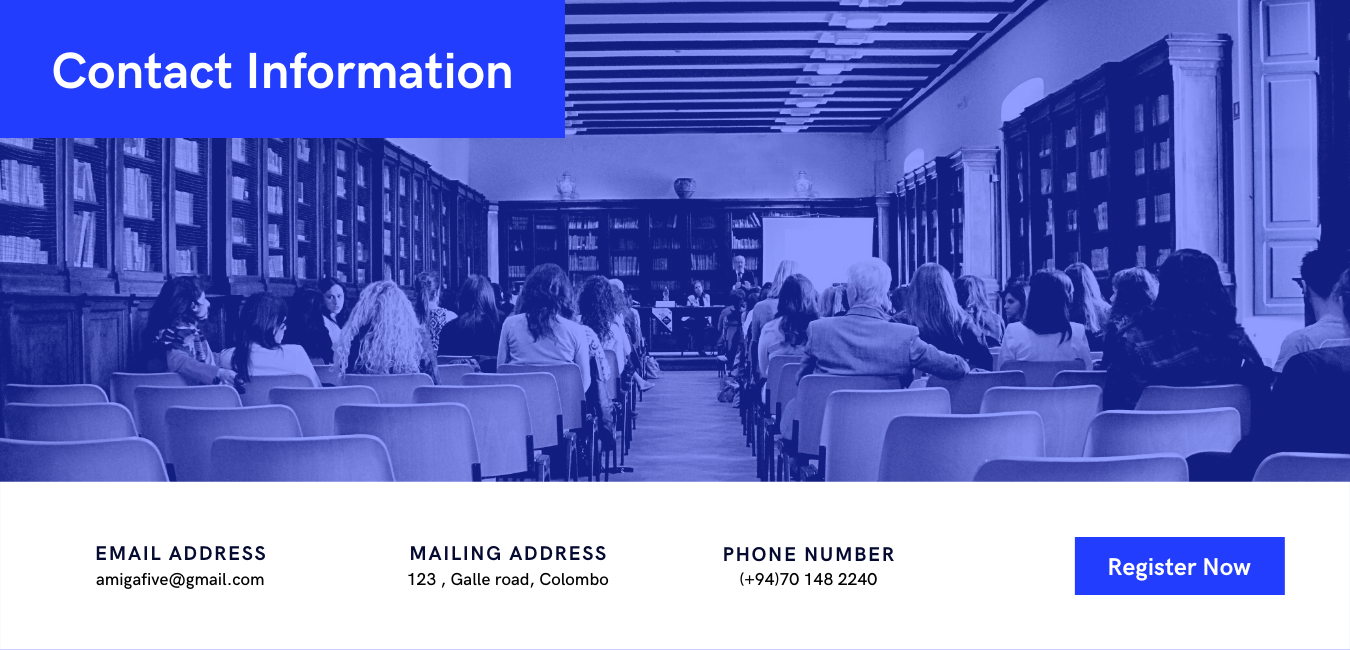 Contact Information
EMAIL ADDRESS
amigafive@gmail.com
MAILING ADDRESS
123 , Galle road, Colombo
PHONE NUMBER
(+94)70 148 2240
Register Now